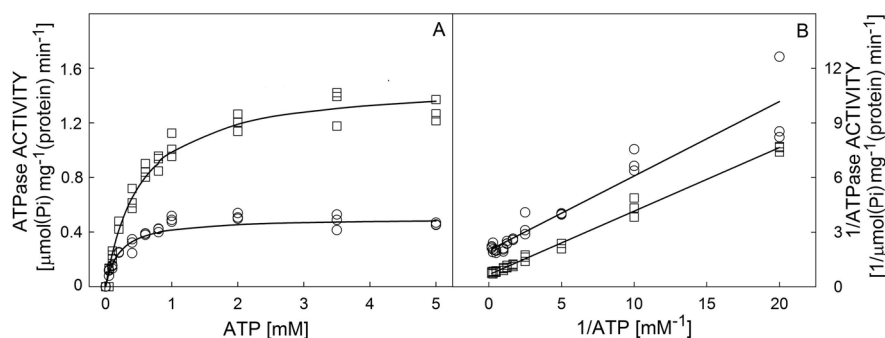 A
B
ATPase ACTIVITY
[μmol(Pi) mg-1(protein) min-1]
1.6
1.2
0.8
0.4
0.0
0 1 2 3 4 5
ATP [mM]
0 5 10 15 20
1/ATP [mM-1]
12
9
6
3
0
1/ATPase ACTIVITY
[1/μmol(Pi) mg-1(protein) min-1]